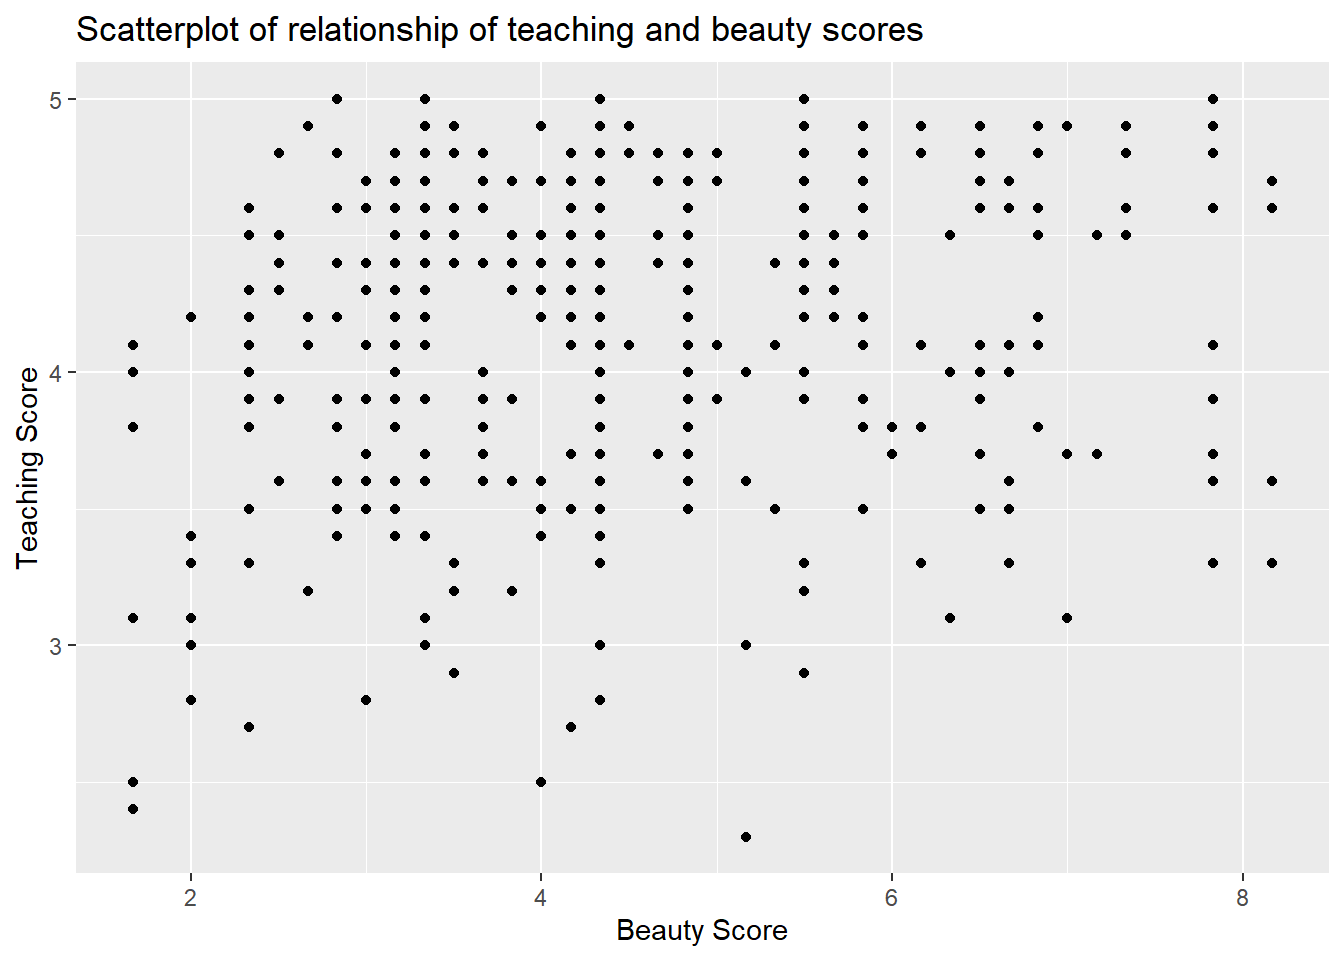 Scatterplot of relationship of teaching and beauty scores
5
4
3
Teaching Score
2 4 6 8
Beauty Score